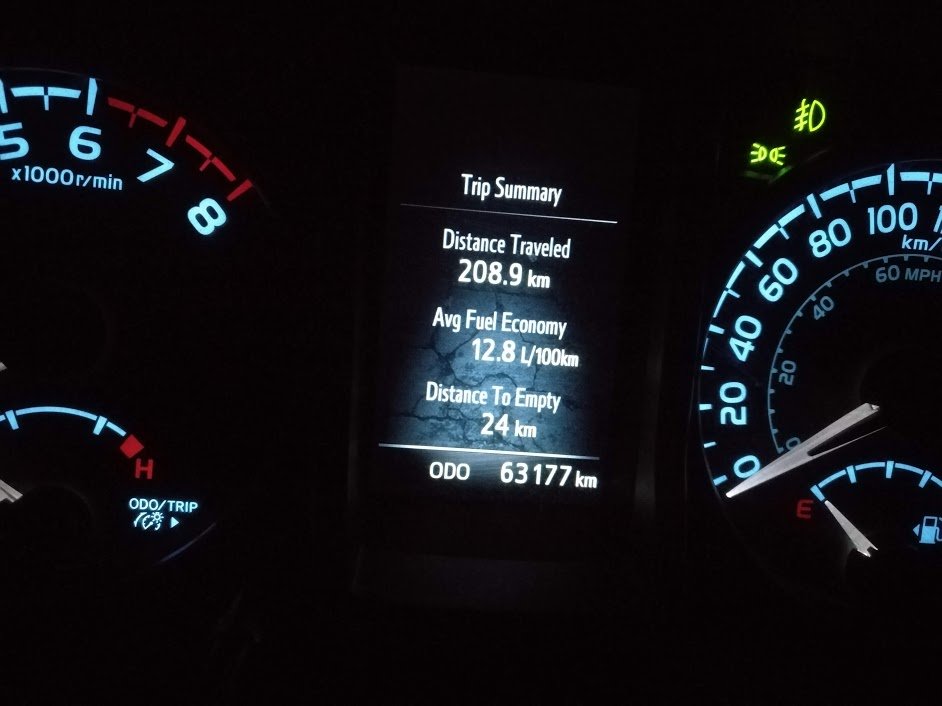 5 6 7 8
x1000r/min
H
ODO/TRIP
Trip Summary
Distance Traveled
208.9 km
Avg Fuel Economy
12.8 L/100km
Distance To Empty
24 km
ODO 63177 km
0 20 40 60 80 100
km/
20 40 60 MPH
E